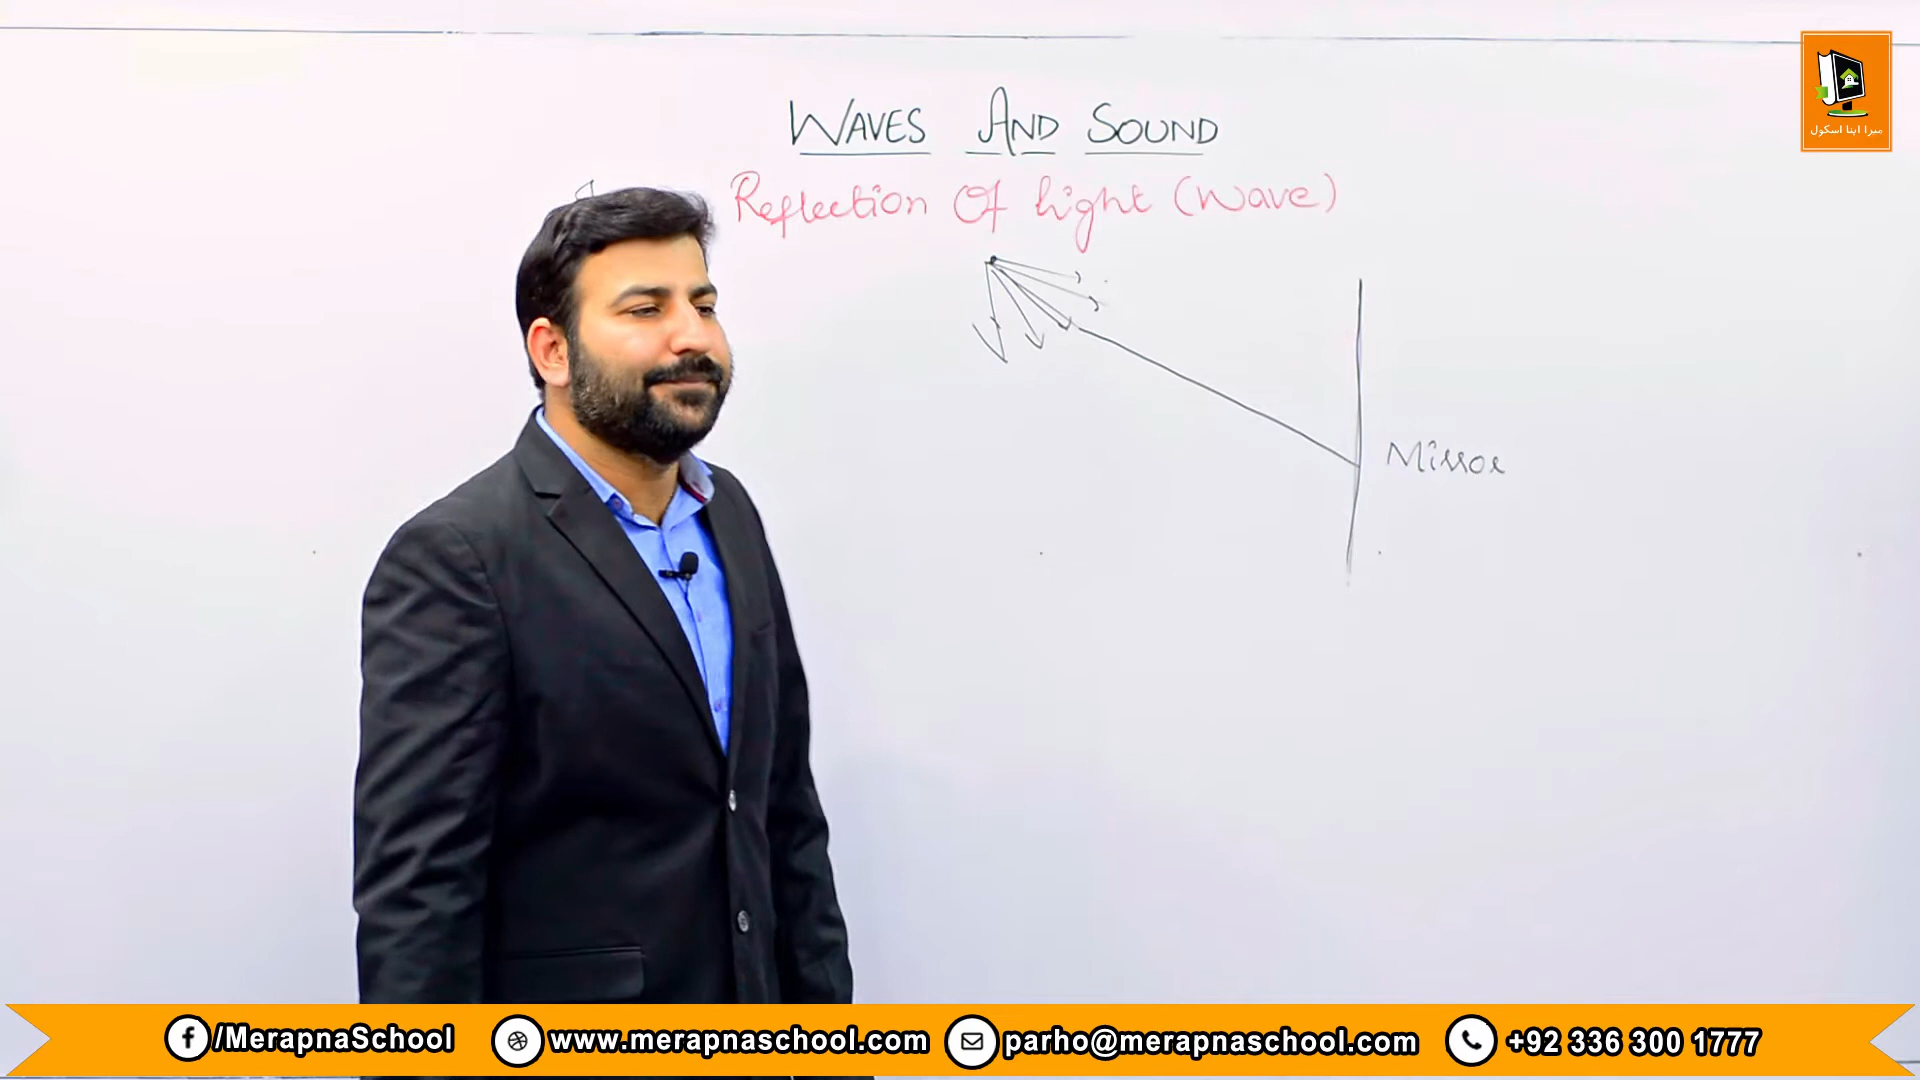 WAVES AND SOUND
Reflection Of light (Wave)
Mirror
میرا اپنا اسکول
/MerapnaSchool
www.merapnaschool.com
parho@merapnaschool.com
+92 336 300 1777